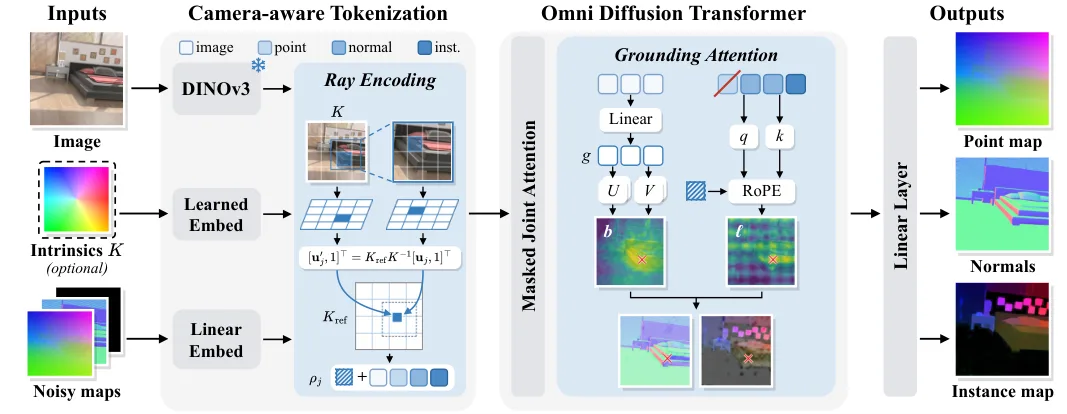 Inputs
Camera-aware Tokenization
Omni Diffusion Transformer
Outputs
image
point
normal
inst.
DINOv3
Image
Intrinsics K
(optional)
Learned
Embed
Noisy maps
Linear
Embed
Ray Encoding
K
[u′ⱼ, 1]ᵀ = K_ref K⁻¹[uⱼ, 1]ᵀ
K_ref
ρⱼ
+
Masked Joint Attention
Grounding Attention
Linear
g
U
V
b
q
k
RoPE
ℓ
Linear Layer
Point map
Normals
Instance map